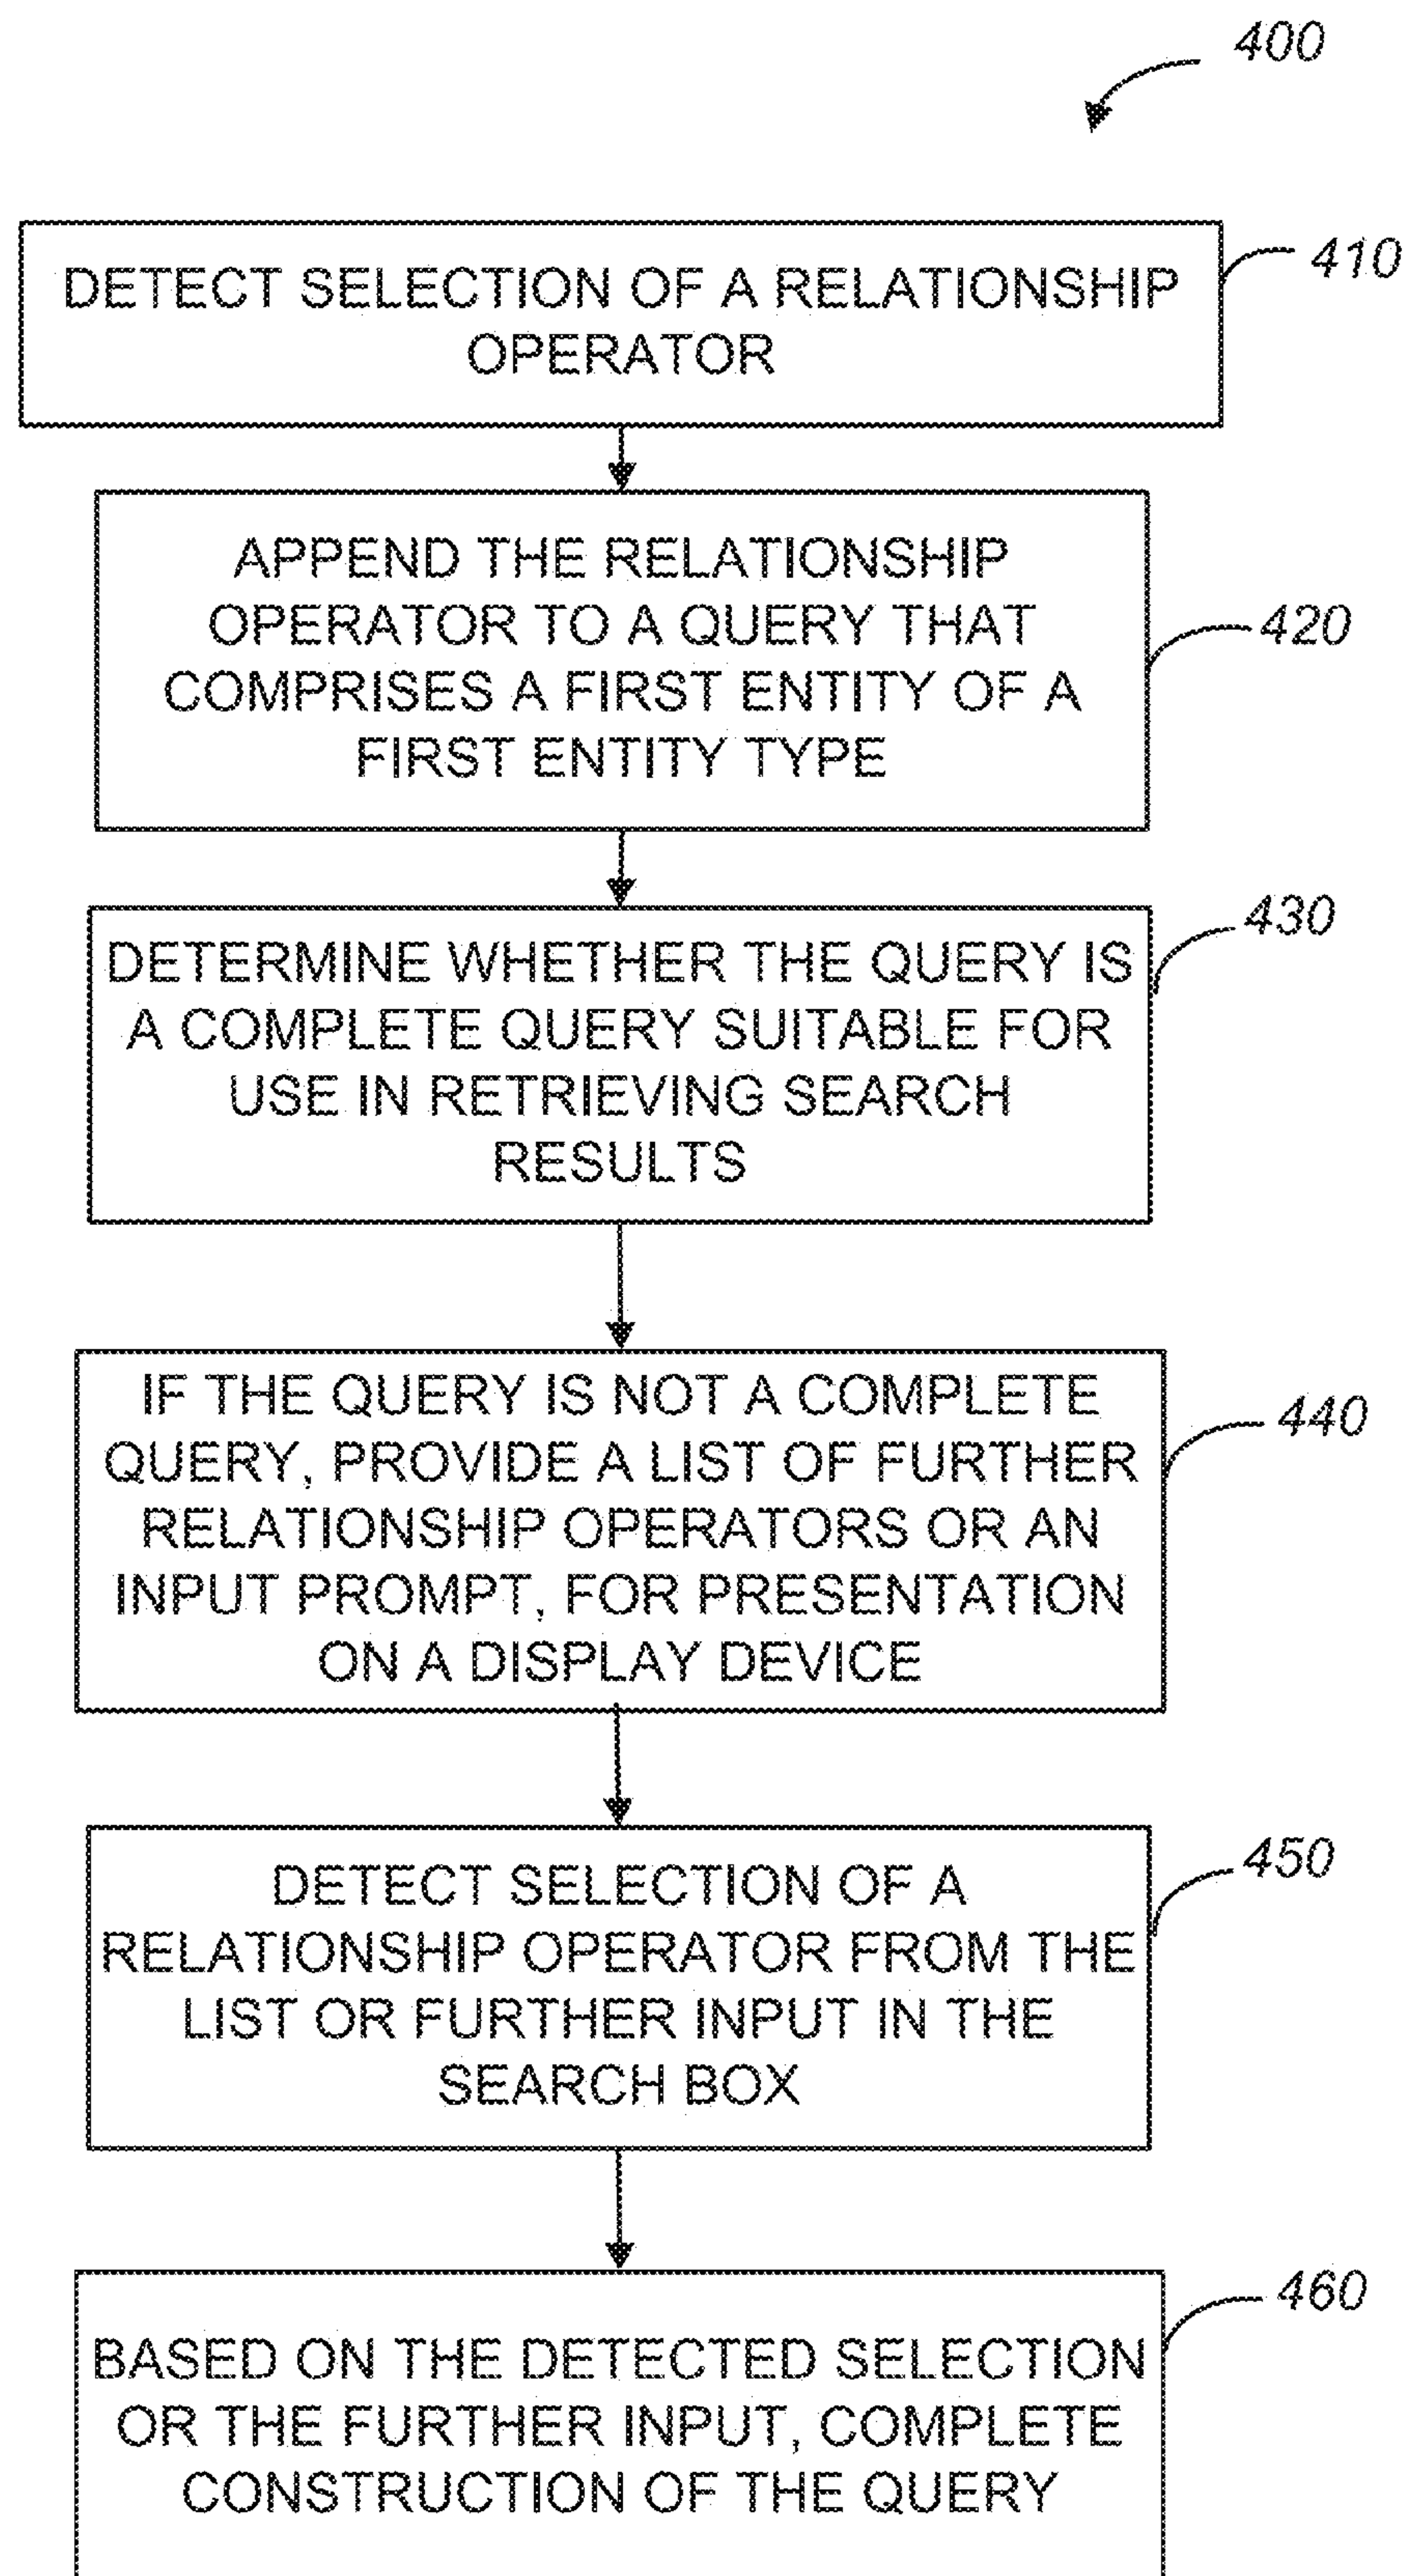 400
DETECT SELECTION OF A RELATIONSHIP
OPERATOR
410
APPEND THE RELATIONSHIP
OPERATOR TO A QUERY THAT
COMPRISES A FIRST ENTITY OF A
FIRST ENTITY TYPE
420
DETERMINE WHETHER THE QUERY IS
A COMPLETE QUERY SUITABLE FOR
USE IN RETRIEVING SEARCH
RESULTS
430
IF THE QUERY IS NOT A COMPLETE
QUERY, PROVIDE A LIST OF FURTHER
RELATIONSHIP OPERATORS OR AN
INPUT PROMPT, FOR PRESENTATION
ON A DISPLAY DEVICE
440
DETECT SELECTION OF A
RELATIONSHIP OPERATOR FROM THE
LIST OR FURTHER INPUT IN THE
SEARCH BOX
450
BASED ON THE DETECTED SELECTION
OR THE FURTHER INPUT, COMPLETE
CONSTRUCTION OF THE QUERY
460